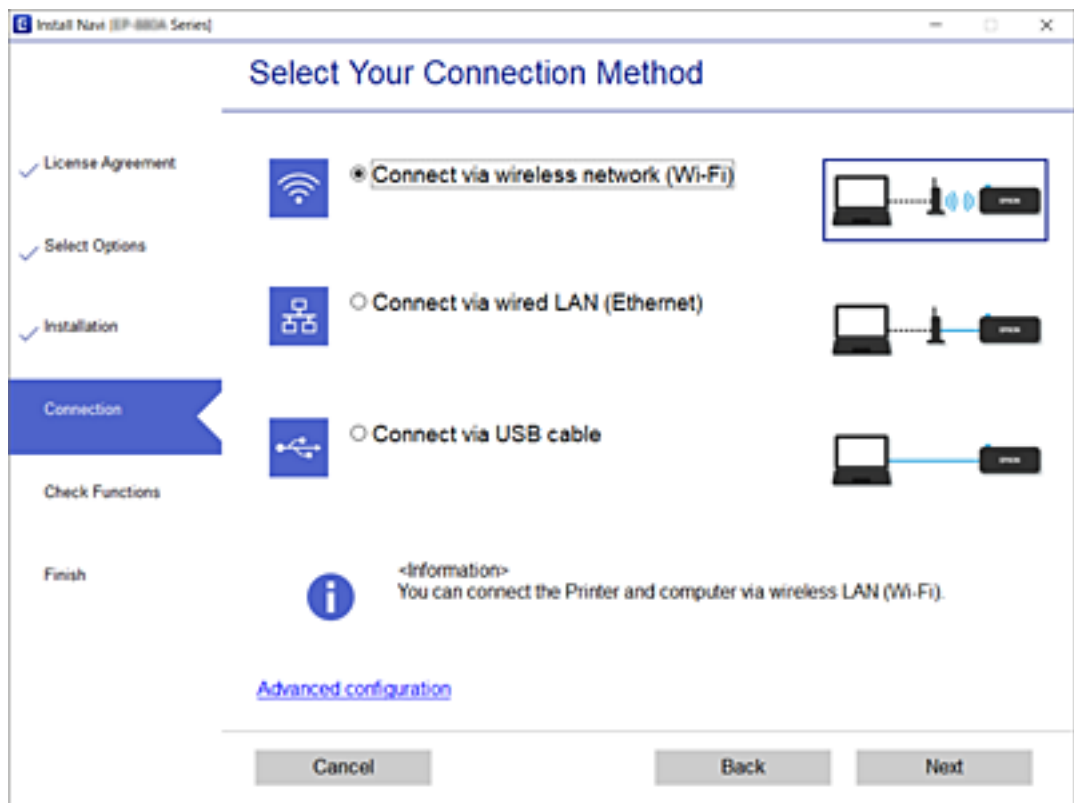 Install Navi [EP-880A Series]
Select Your Connection Method
License Agreement
Select Options
Installation
Connection
Check Functions
Finish
Connect via wireless network (Wi-Fi)
Connect via wired LAN (Ethernet)
Connect via USB cable
<Information>
You can connect the Printer and computer via wireless LAN (Wi-Fi).
Advanced configuration
Cancel
Back
Next